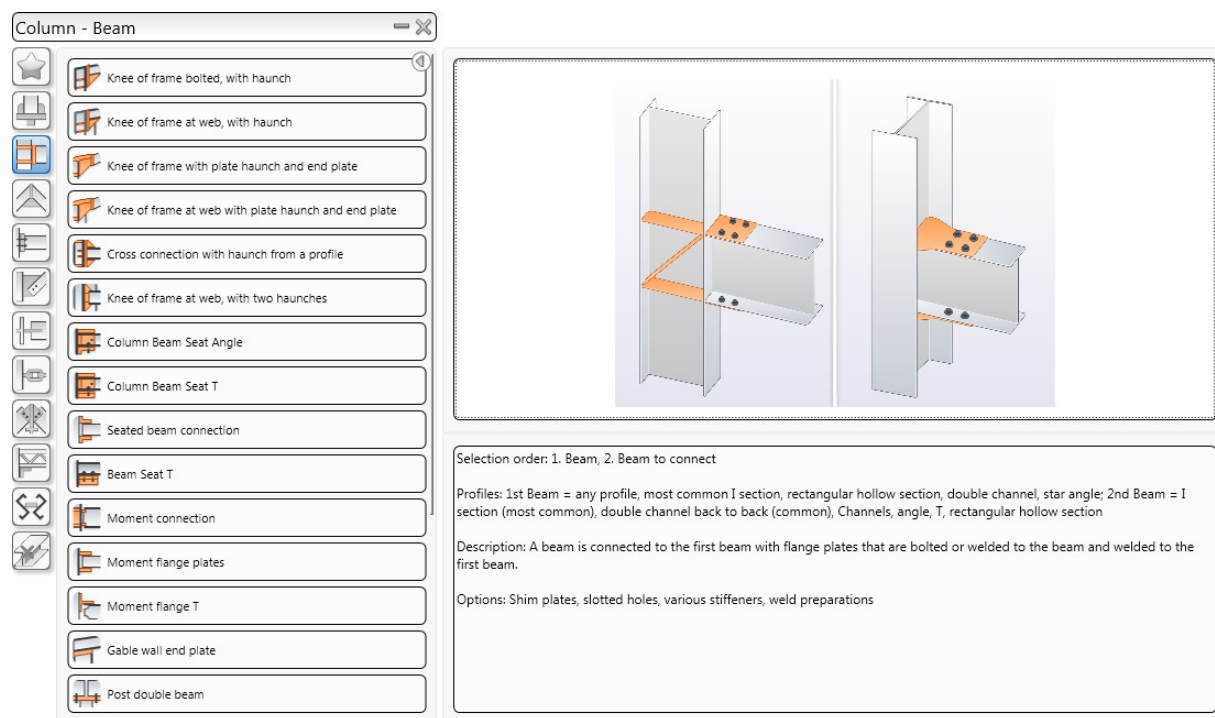 Column - Beam
Knee of frame bolted, with haunch
Knee of frame at web, with haunch
Knee of frame with plate haunch and end plate
Knee of frame at web with plate haunch and end plate
Cross connection with haunch from a profile
Knee of frame at web, with two haunches
Column Beam Seat Angle
Column Beam Seat T
Seated beam connection
Beam Seat T
Moment connection
Moment flange plates
Moment flange T
Gable wall end plate
Post double beam
Selection order: 1. Beam, 2. Beam to connect
Profiles: 1st Beam = any profile, most common I section, rectangular hollow section, double channel, star angle; 2nd Beam = I
section (most common), double channel back to back (common), Channels, angle, T, rectangular hollow section
Description: A beam is connected to the first beam with flange plates that are bolted or welded to the beam and welded to the
first beam.
Options: Shim plates, slotted holes, various stiffeners, weld preparations